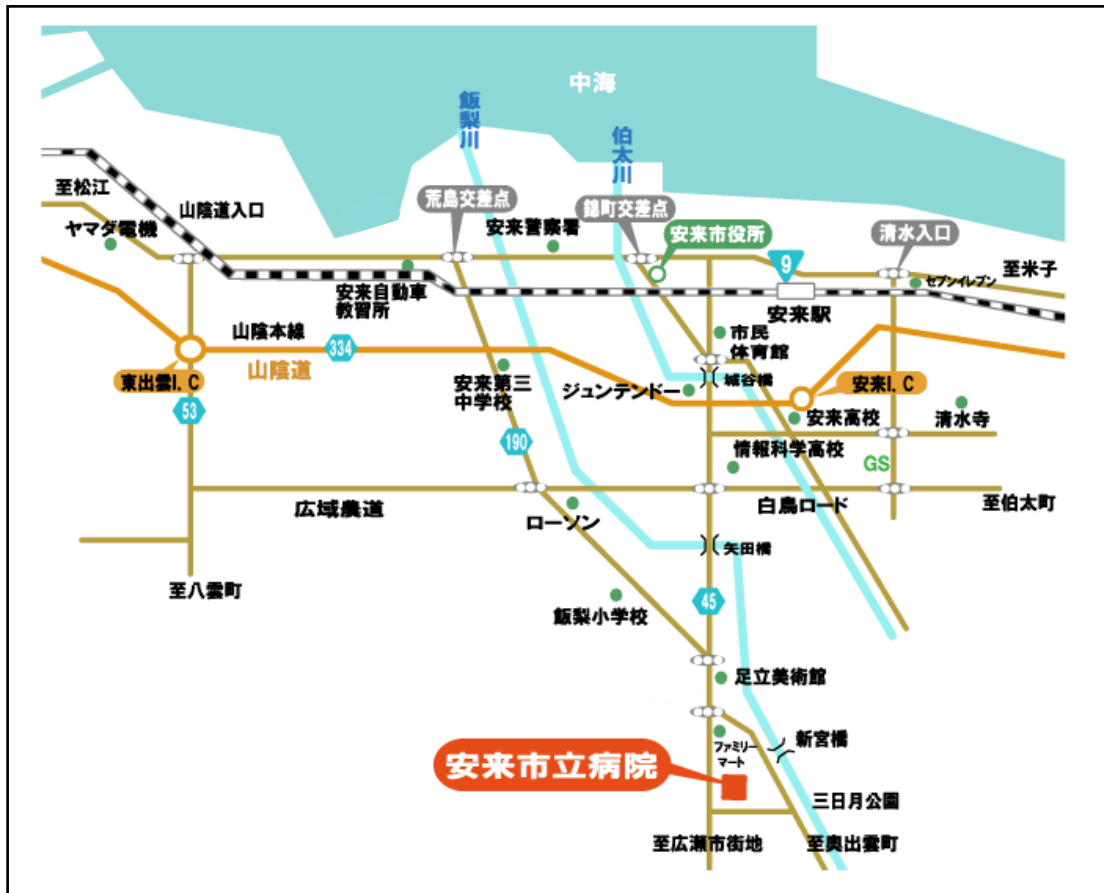 中海
飯梨川
伯太川
至松江
山陰道入口
荒島交差点
錦町交差点
ヤマダ電機
安来警察署
安来市役所
清水入口
9
至米子
セブンイレブン
安来自動車
教習所
安来駅
山陰本線
334
山陰道
市民
体育館
東出雲I.C
安来第三
中学校
ジュンテンドー
城谷橋
安来I.C
53
安来高校
清水寺
190
情報科学高校
GS
広域農道
ローソン
白鳥ロード
至伯太町
矢田橋
至八雲町
飯梨小学校
45
足立美術館
ファミリー
マート
新宮橋
安来市立病院
三日月公園
至広瀬市街地
至奥出雲町